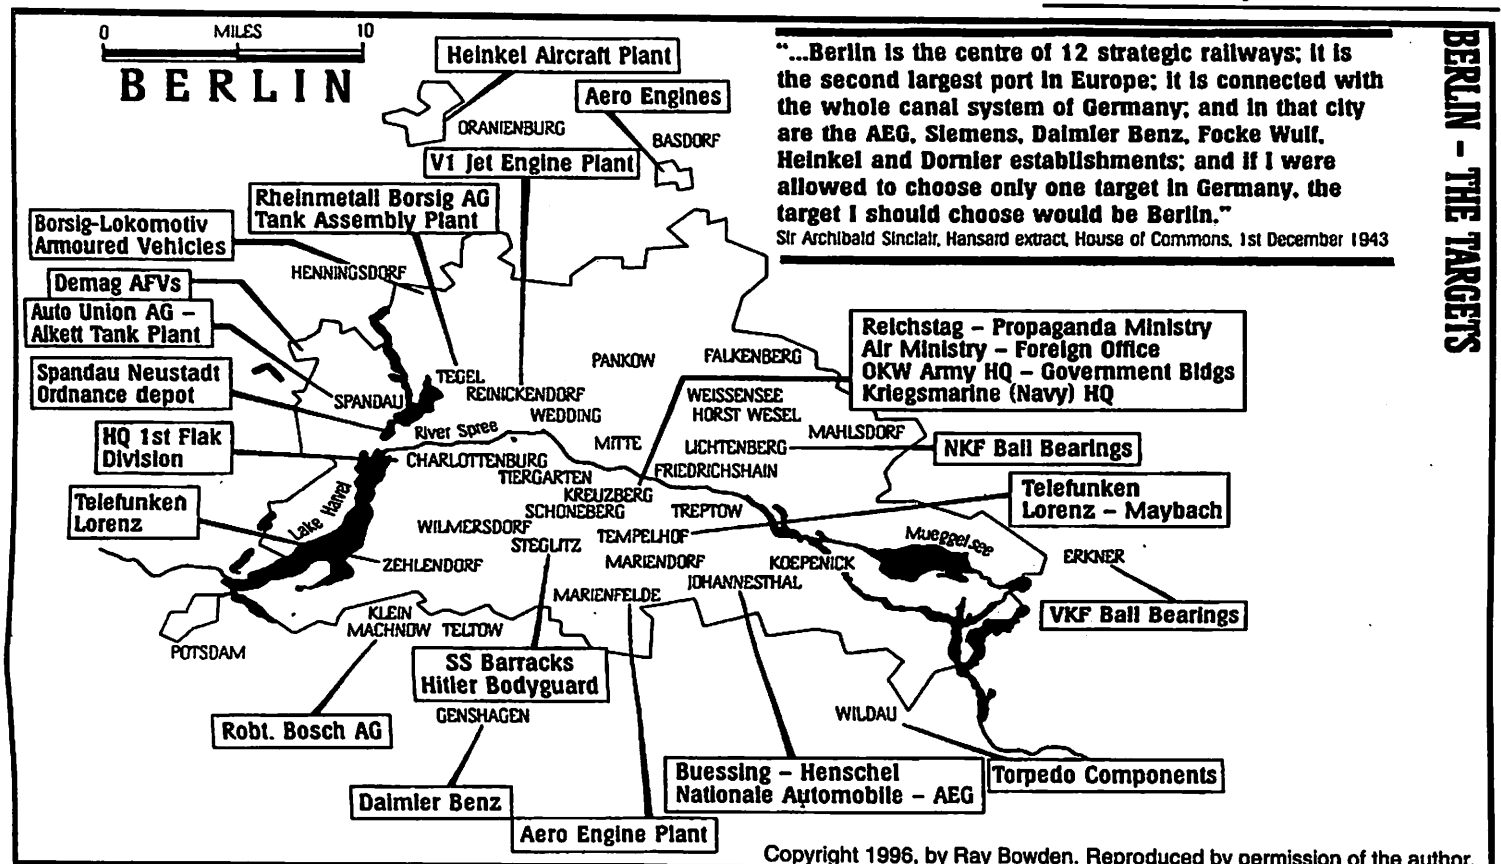 0 MILES 10
BERLIN
Heinkel Aircraft Plant
Aero Engines
ORANIENBURG
BASDORF
V1 Jet Engine Plant
Rheinmetall Borsig AG
Tank Assembly Plant
Borsig-Lokomotiv
Armoured Vehicles
HENNINGSDORF
Demag AFVs
Auto Union AG –
Alkett Tank Plant
Spandau Neustadt
Ordnance depot
HQ 1st Flak
Division
Telefunken
Lorenz
"...Berlin is the centre of 12 strategic railways; it is
the second largest port in Europe; it is connected with
the whole canal system of Germany; and in that city
are the AEG, Siemens, Daimler Benz, Focke Wulf,
Heinkel and Dornier establishments; and if I were
allowed to choose only one target in Germany, the
target I should choose would be Berlin."
Sir Archibald Sinclair, Hansard extract, House of Commons, 1st December 1943
BERLIN – THE TARGETS
Reichstag – Propaganda Ministry
Air Ministry – Foreign Office
OKW Army HQ – Government Bldgs
Kriegsmarine (Navy) HQ
PANKOW
FALKENBERG
TEGEL
REINICKENDORF
SPANDAU
WEDDING
WEISSENSEE
HORST WESEL
River Spree
MITTE
LICHTENBERG
MAHLSDORF
NKF Ball Bearings
CHARLOTTENBURG
TIERGARTEN
FRIEDRICHSHAIN
KREUZBERG
SCHONEBERG
TREPTOW
Telefunken
Lorenz – Maybach
Lake Havel
WILMERSDORF
STEGLITZ
TEMPELHOF
Mueggelsee
ERKNER
ZEHLENDORF
MARIENDORF
KOEPENICK
JOHANNESTHAL
MARIENFELDE
VKF Ball Bearings
KLEIN
MACHNOW
TELTOW
POTSDAM
SS Barracks
Hitler Bodyguard
Robt. Bosch AG
GENSHAGEN
WILDAU
Daimler Benz
Aero Engine Plant
Buessing – Henschel
Nationale Automobile – AEG
Torpedo Components
Copyright 1996, by Ray Bowden. Reproduced by permission of the author.